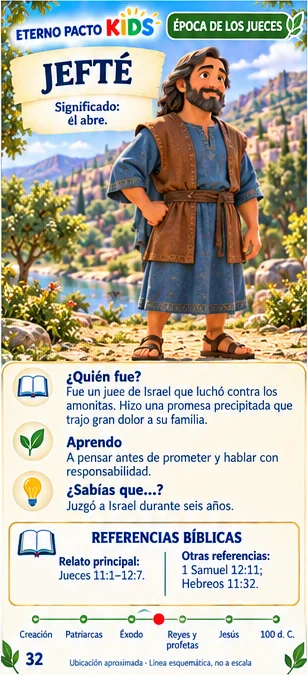 ETERNO PACTO KIDS
ÉPOCA DE LOS JUECES
JEFTÉ
Significado:
él abre.
¿Quién fue?
Fue un juee de Israel que luchó contra los
amonitas. Hizo una promesa precipitada que
trajo gran dolor a su familia.
Aprendo
A pensar antes de prometer y hablar con
responsabilidad.
¿Sabías que...?
Juzgó a Israel durante seis años.
REFERENCIAS BÍBLICAS
Relato principal:
Jueces 11:1–12:7.
Otras referencias:
1 Samuel 12:11;
Hebreos 11:32.
Creación
Patriarcas
Éxodo
Reyes y
profetas
Jesús
100 d. C.
32
Ubicación aproximada · Línea esquemática, no a escala